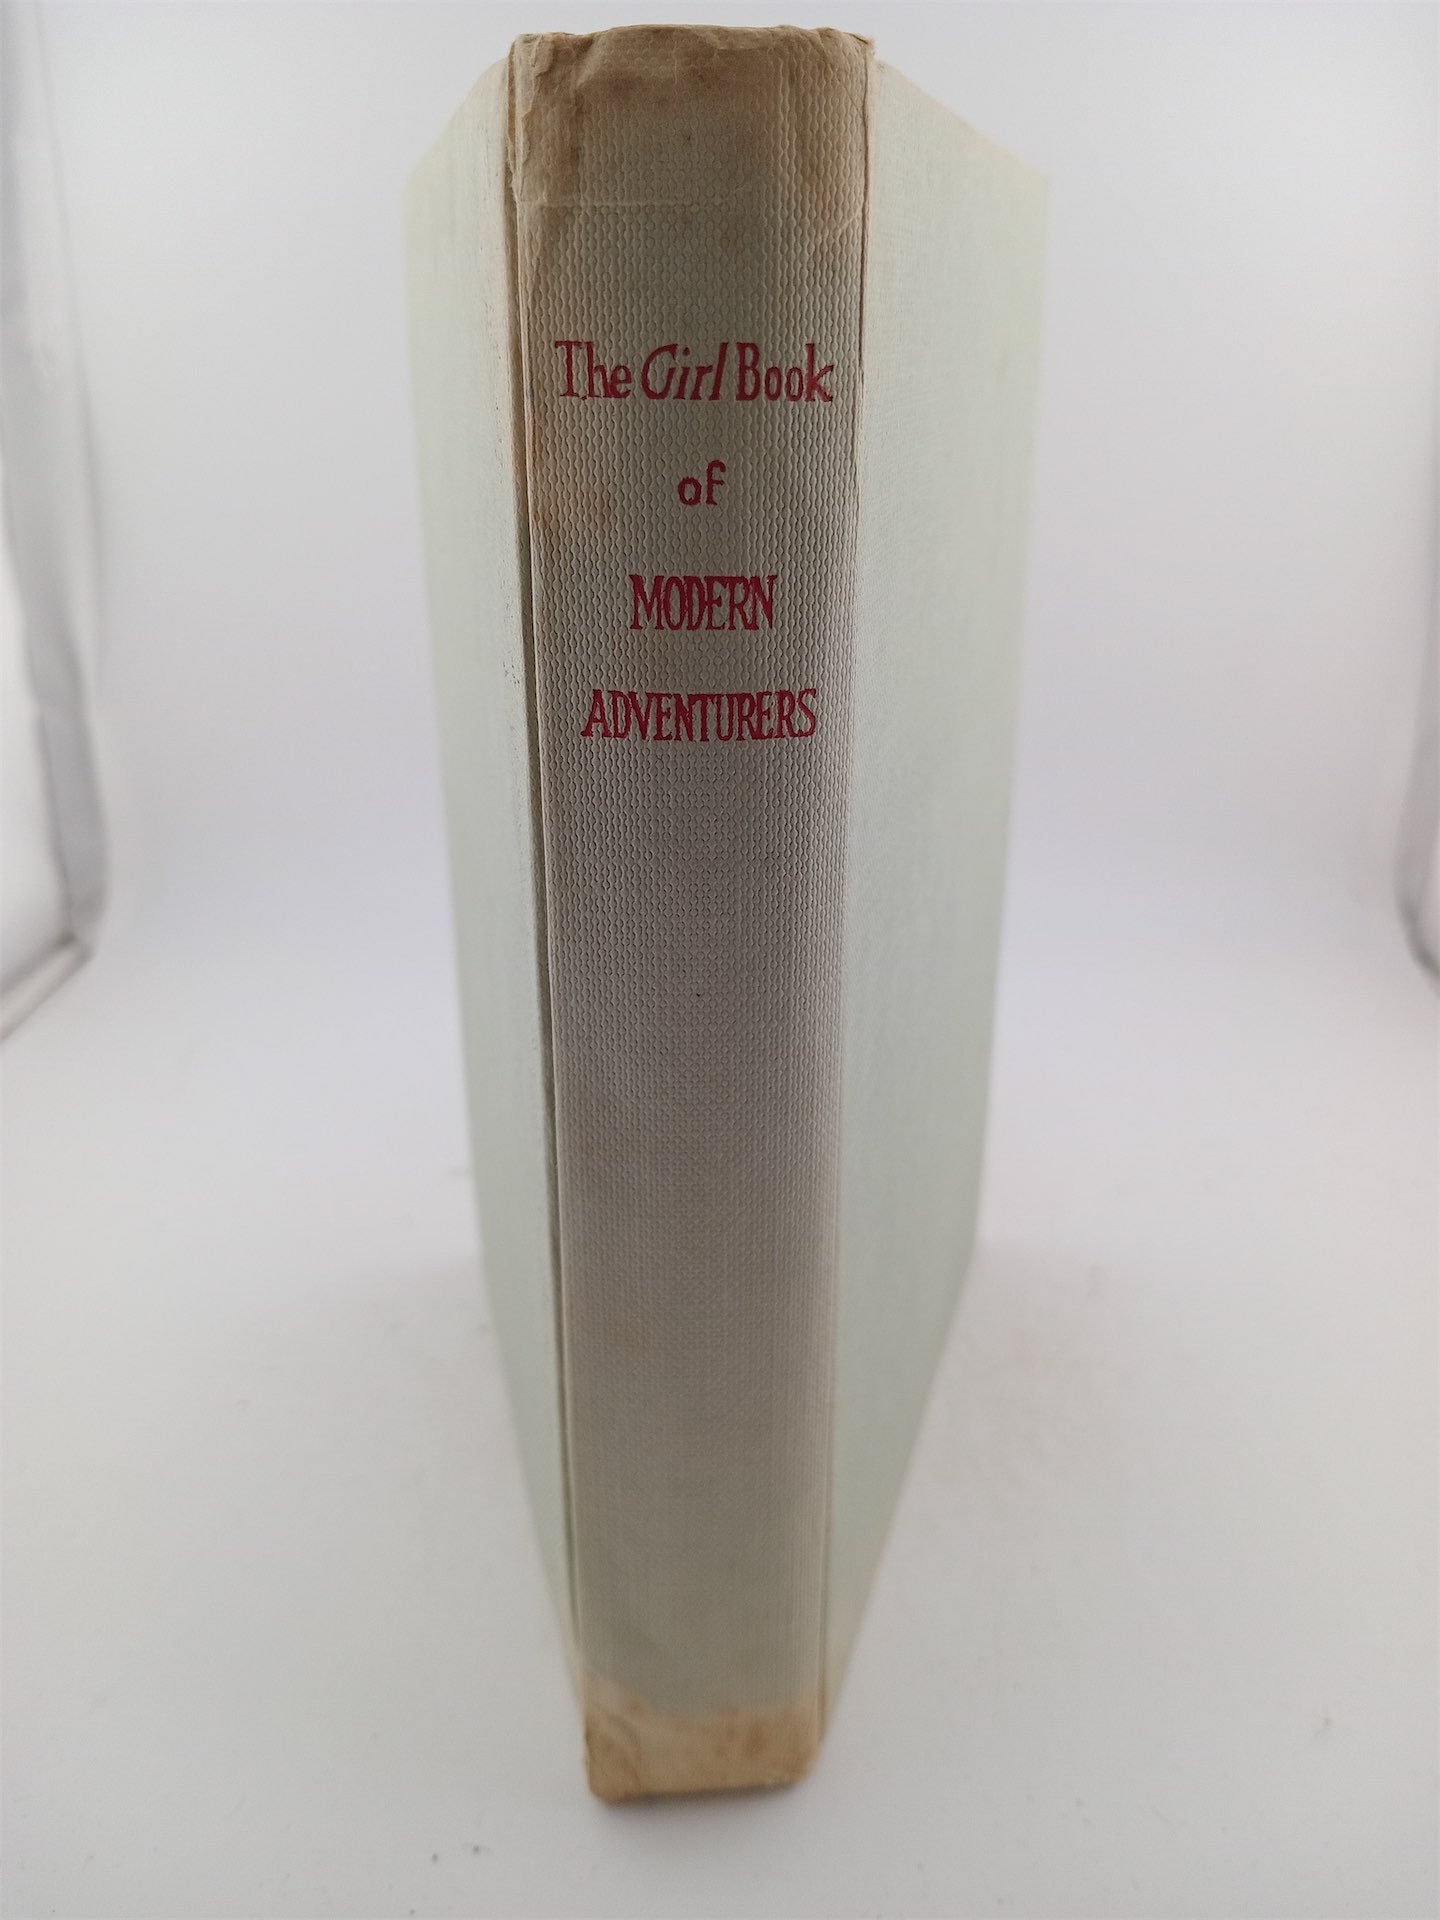 The Girl Book
of
MODERN
ADVENTURERS